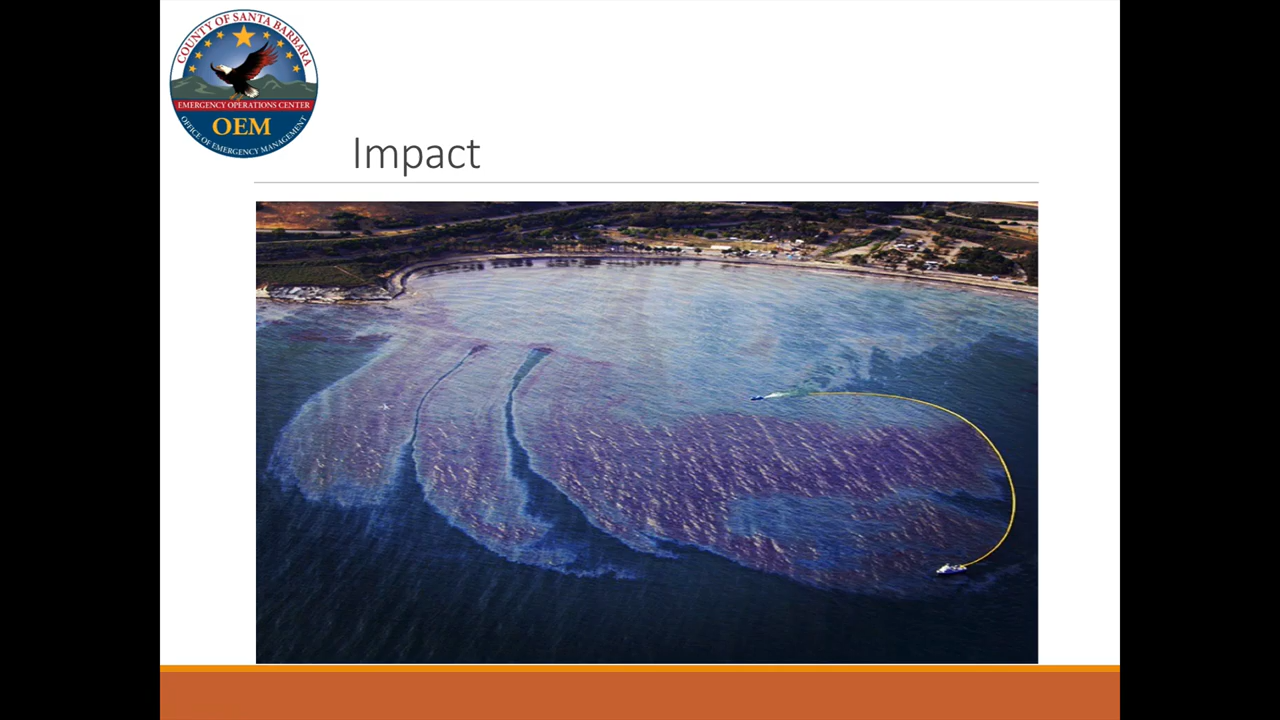 COUNTY OF SANTA BARBARA
EMERGENCY OPERATIONS CENTER
OEM
OFFICE OF EMERGENCY MANAGEMENT
Impact